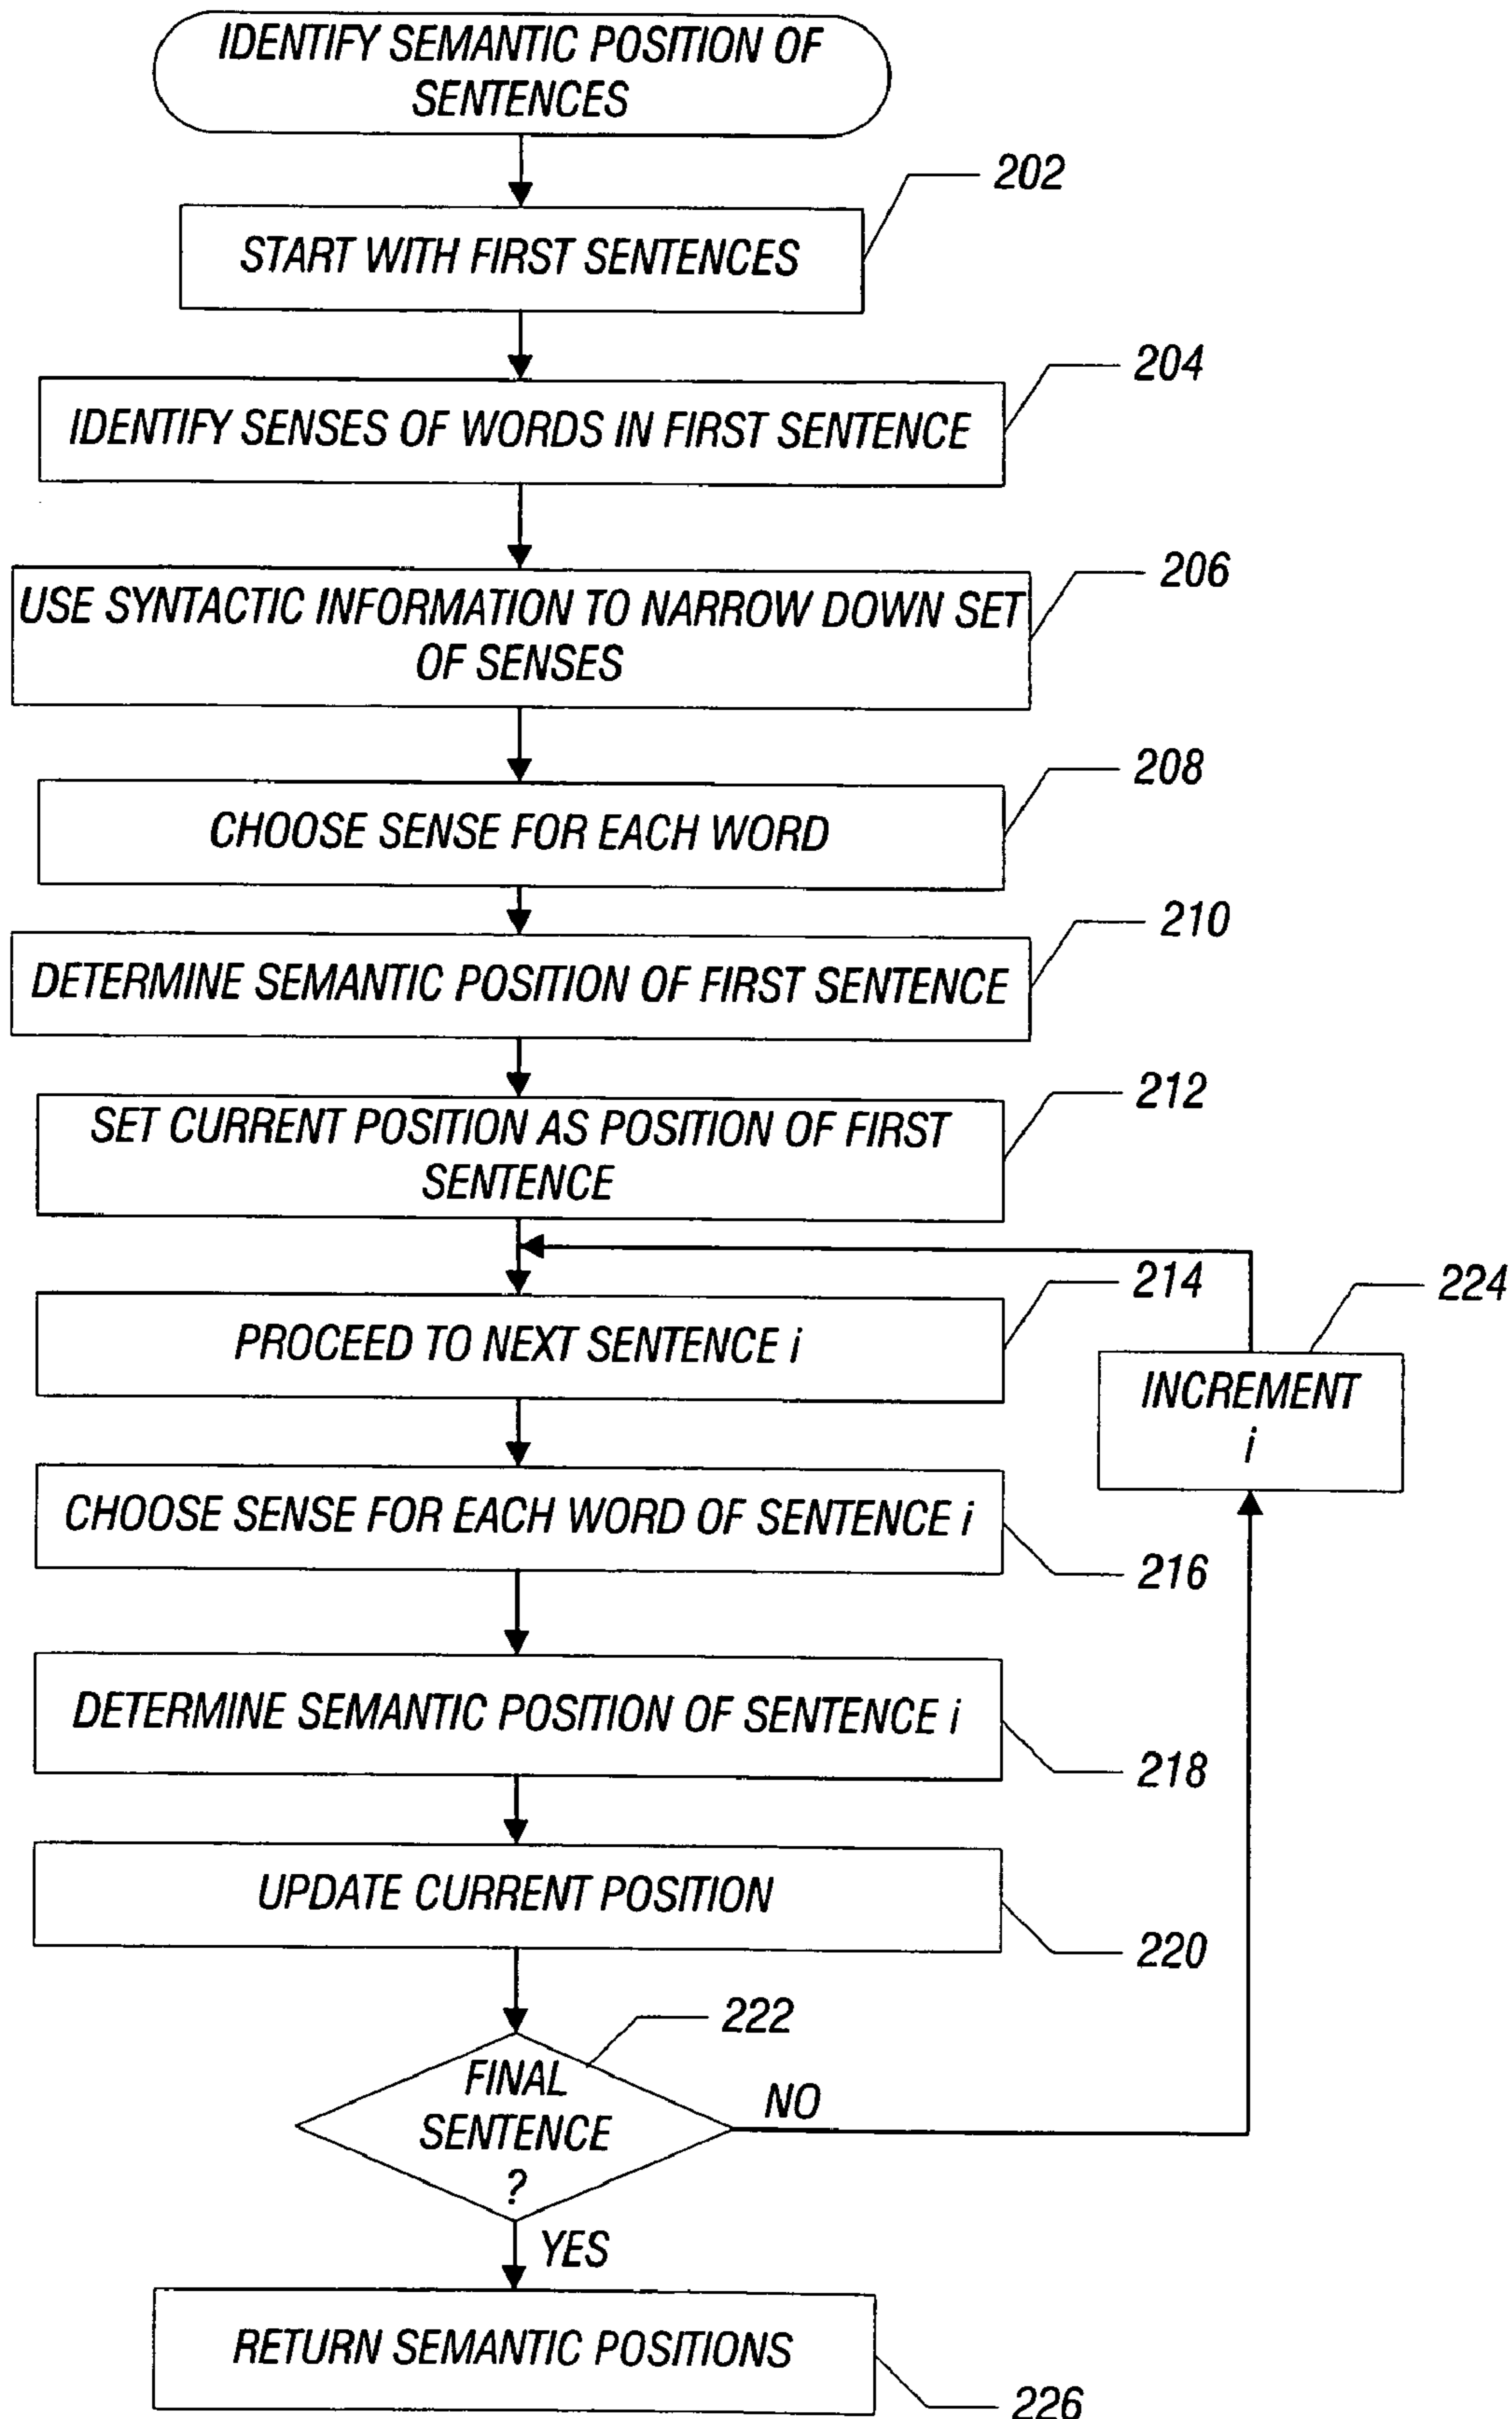 IDENTIFY SEMANTIC POSITION OF
SENTENCES
202
START WITH FIRST SENTENCES
204
IDENTIFY SENSES OF WORDS IN FIRST SENTENCE
206
USE SYNTACTIC INFORMATION TO NARROW DOWN SET
OF SENSES
208
CHOOSE SENSE FOR EACH WORD
210
DETERMINE SEMANTIC POSITION OF FIRST SENTENCE
212
SET CURRENT POSITION AS POSITION OF FIRST
SENTENCE
214
PROCEED TO NEXT SENTENCE i
224
INCREMENT
i
CHOOSE SENSE FOR EACH WORD OF SENTENCE i
216
DETERMINE SEMANTIC POSITION OF SENTENCE i
218
UPDATE CURRENT POSITION
220
222
FINAL
SENTENCE
?
NO
YES
RETURN SEMANTIC POSITIONS
226